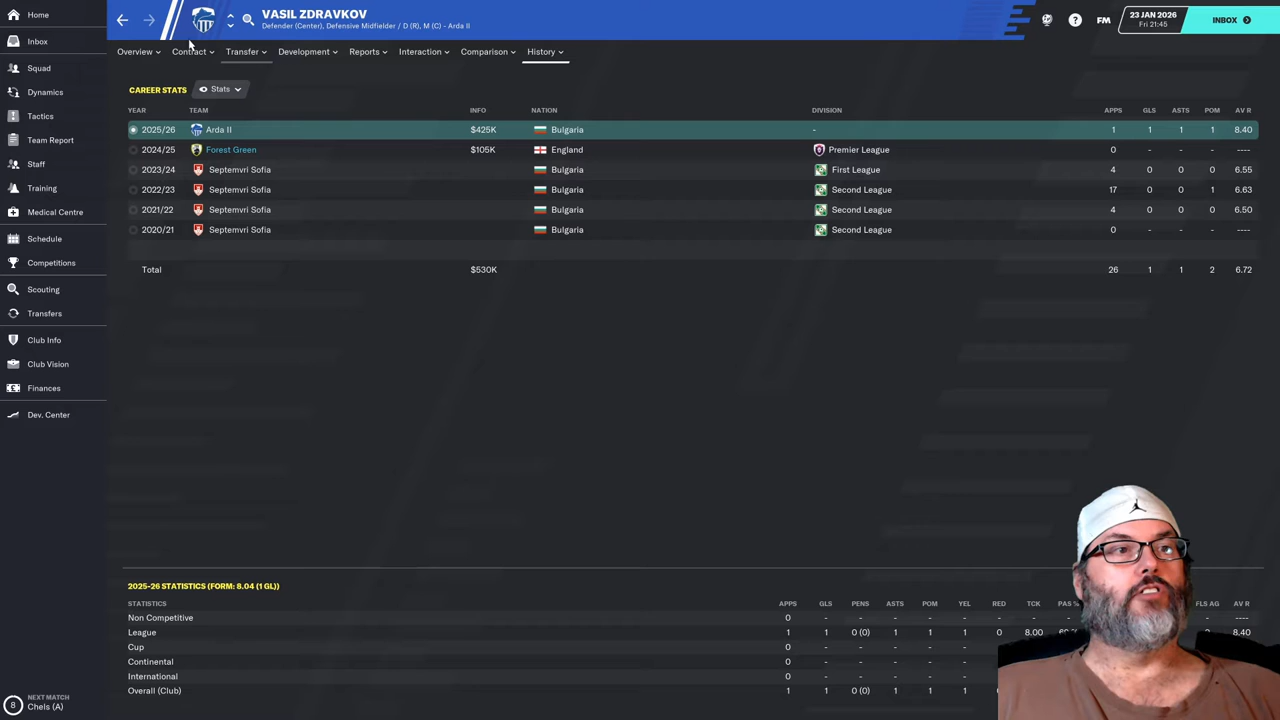 Home
Inbox
Squad
Dynamics
Tactics
Team Report
Staff
Training
Medical Centre
Schedule
Competitions
Scouting
Transfers
Club Info
Club Vision
Finances
Dev. Center
8 NEXT MATCH
Chels (A)
VASIL ZDRAVKOV
Defender (Center), Defensive Midfielder / D (R), M (C) - Arda II
? FM 23 JAN 2026 INBOX
Fri 21:45
Overview Contract Transfer Development Reports Interaction Comparison History
CAREER STATS Stats
YEAR TEAM INFO NATION DIVISION APPS GLS ASTS POM AV R
2025/26 Arda II $425K Bulgaria - 1 1 1 1 8.40
2024/25 Forest Green $105K England Premier League 0 - - - ----
2023/24 Septemvri Sofia Bulgaria First League 4 0 0 0 6.55
2022/23 Septemvri Sofia Bulgaria Second League 17 0 0 1 6.63
2021/22 Septemvri Sofia Bulgaria Second League 4 0 0 0 6.50
2020/21 Septemvri Sofia Bulgaria Second League 0 - - - ----
Total $530K 26 1 1 2 6.72
2025-26 STATISTICS (FORM: 8.04 (1 GL))
STATISTICS APPS GLS PENS ASTS POM YEL RED TCK PAS % FLS AG AV R
Non Competitive 0 - - - - - - - - ----
League 1 1 0 (0) 1 1 1 0 8.00 8.40
Cup 0 - - - - - - - -
Continental 0 - - - - -
International 0 - - - - -
Overall (Club) 1 1 0 (0) 1 1 1